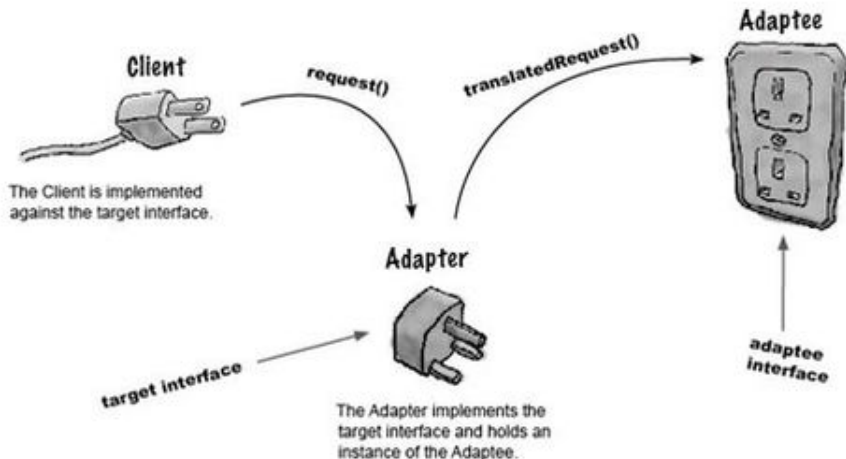 Client
request()
translatedRequest()
Adaptee
The Client is implemented
against the target interface.
Adapter
target interface
adaptee
interface
The Adapter implements the
target interface and holds an
instance of the Adaptee.